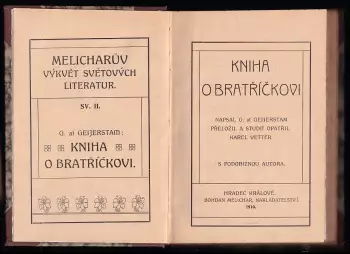 MELICHARŮV
VÝKVĚT SVĚTOVÝCH
LITERATUR.
SV. II.
G. af GEIJERSTAM:
KNIHA
O BRATŘÍČKOVI.
KNIHA
O BRATŘÍČKOVI
NAPSAL G. af GEIJERSTAM
PŘELOŽIL A STUDIÍ OPATŘIL
KAREL VETTER.
S PODOBIZNOU AUTORA.
HRADEC KRÁLOVÉ.
BOHDAN MELICHAR, NAKLADATELSTVÍ
1910.